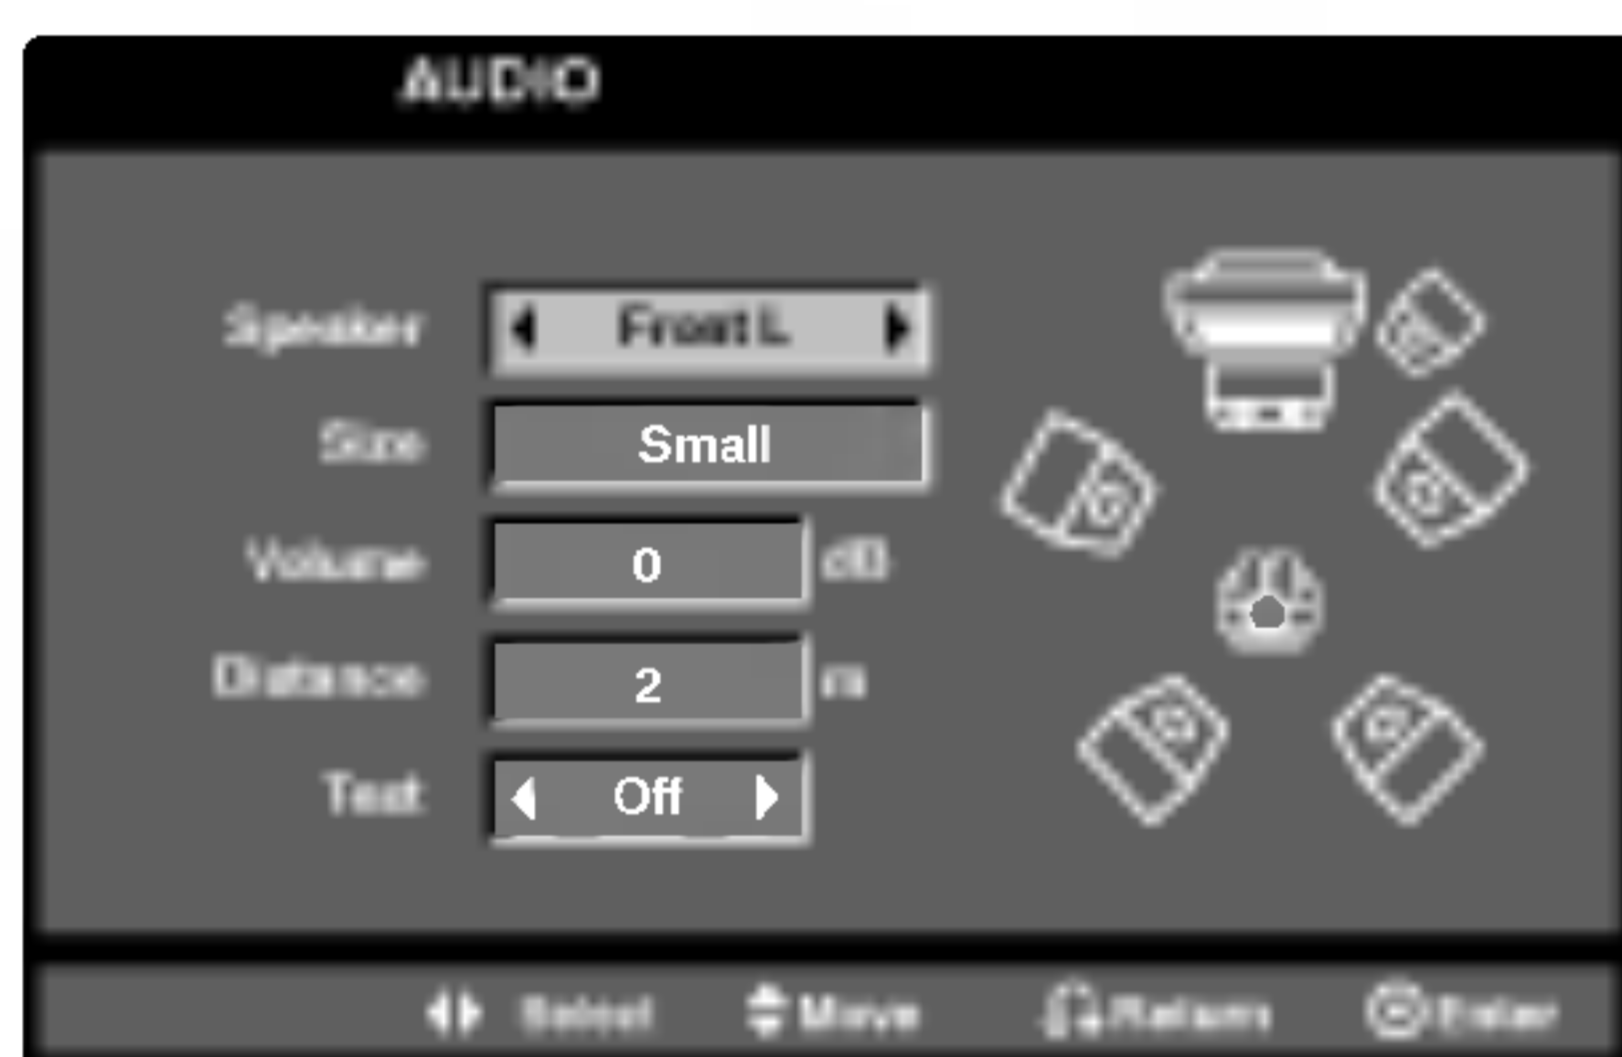 AUDIO
Speaker Front L
Size Small
Volume 0 dB
Distance 2 m
Test Off
Select Move Return Enter